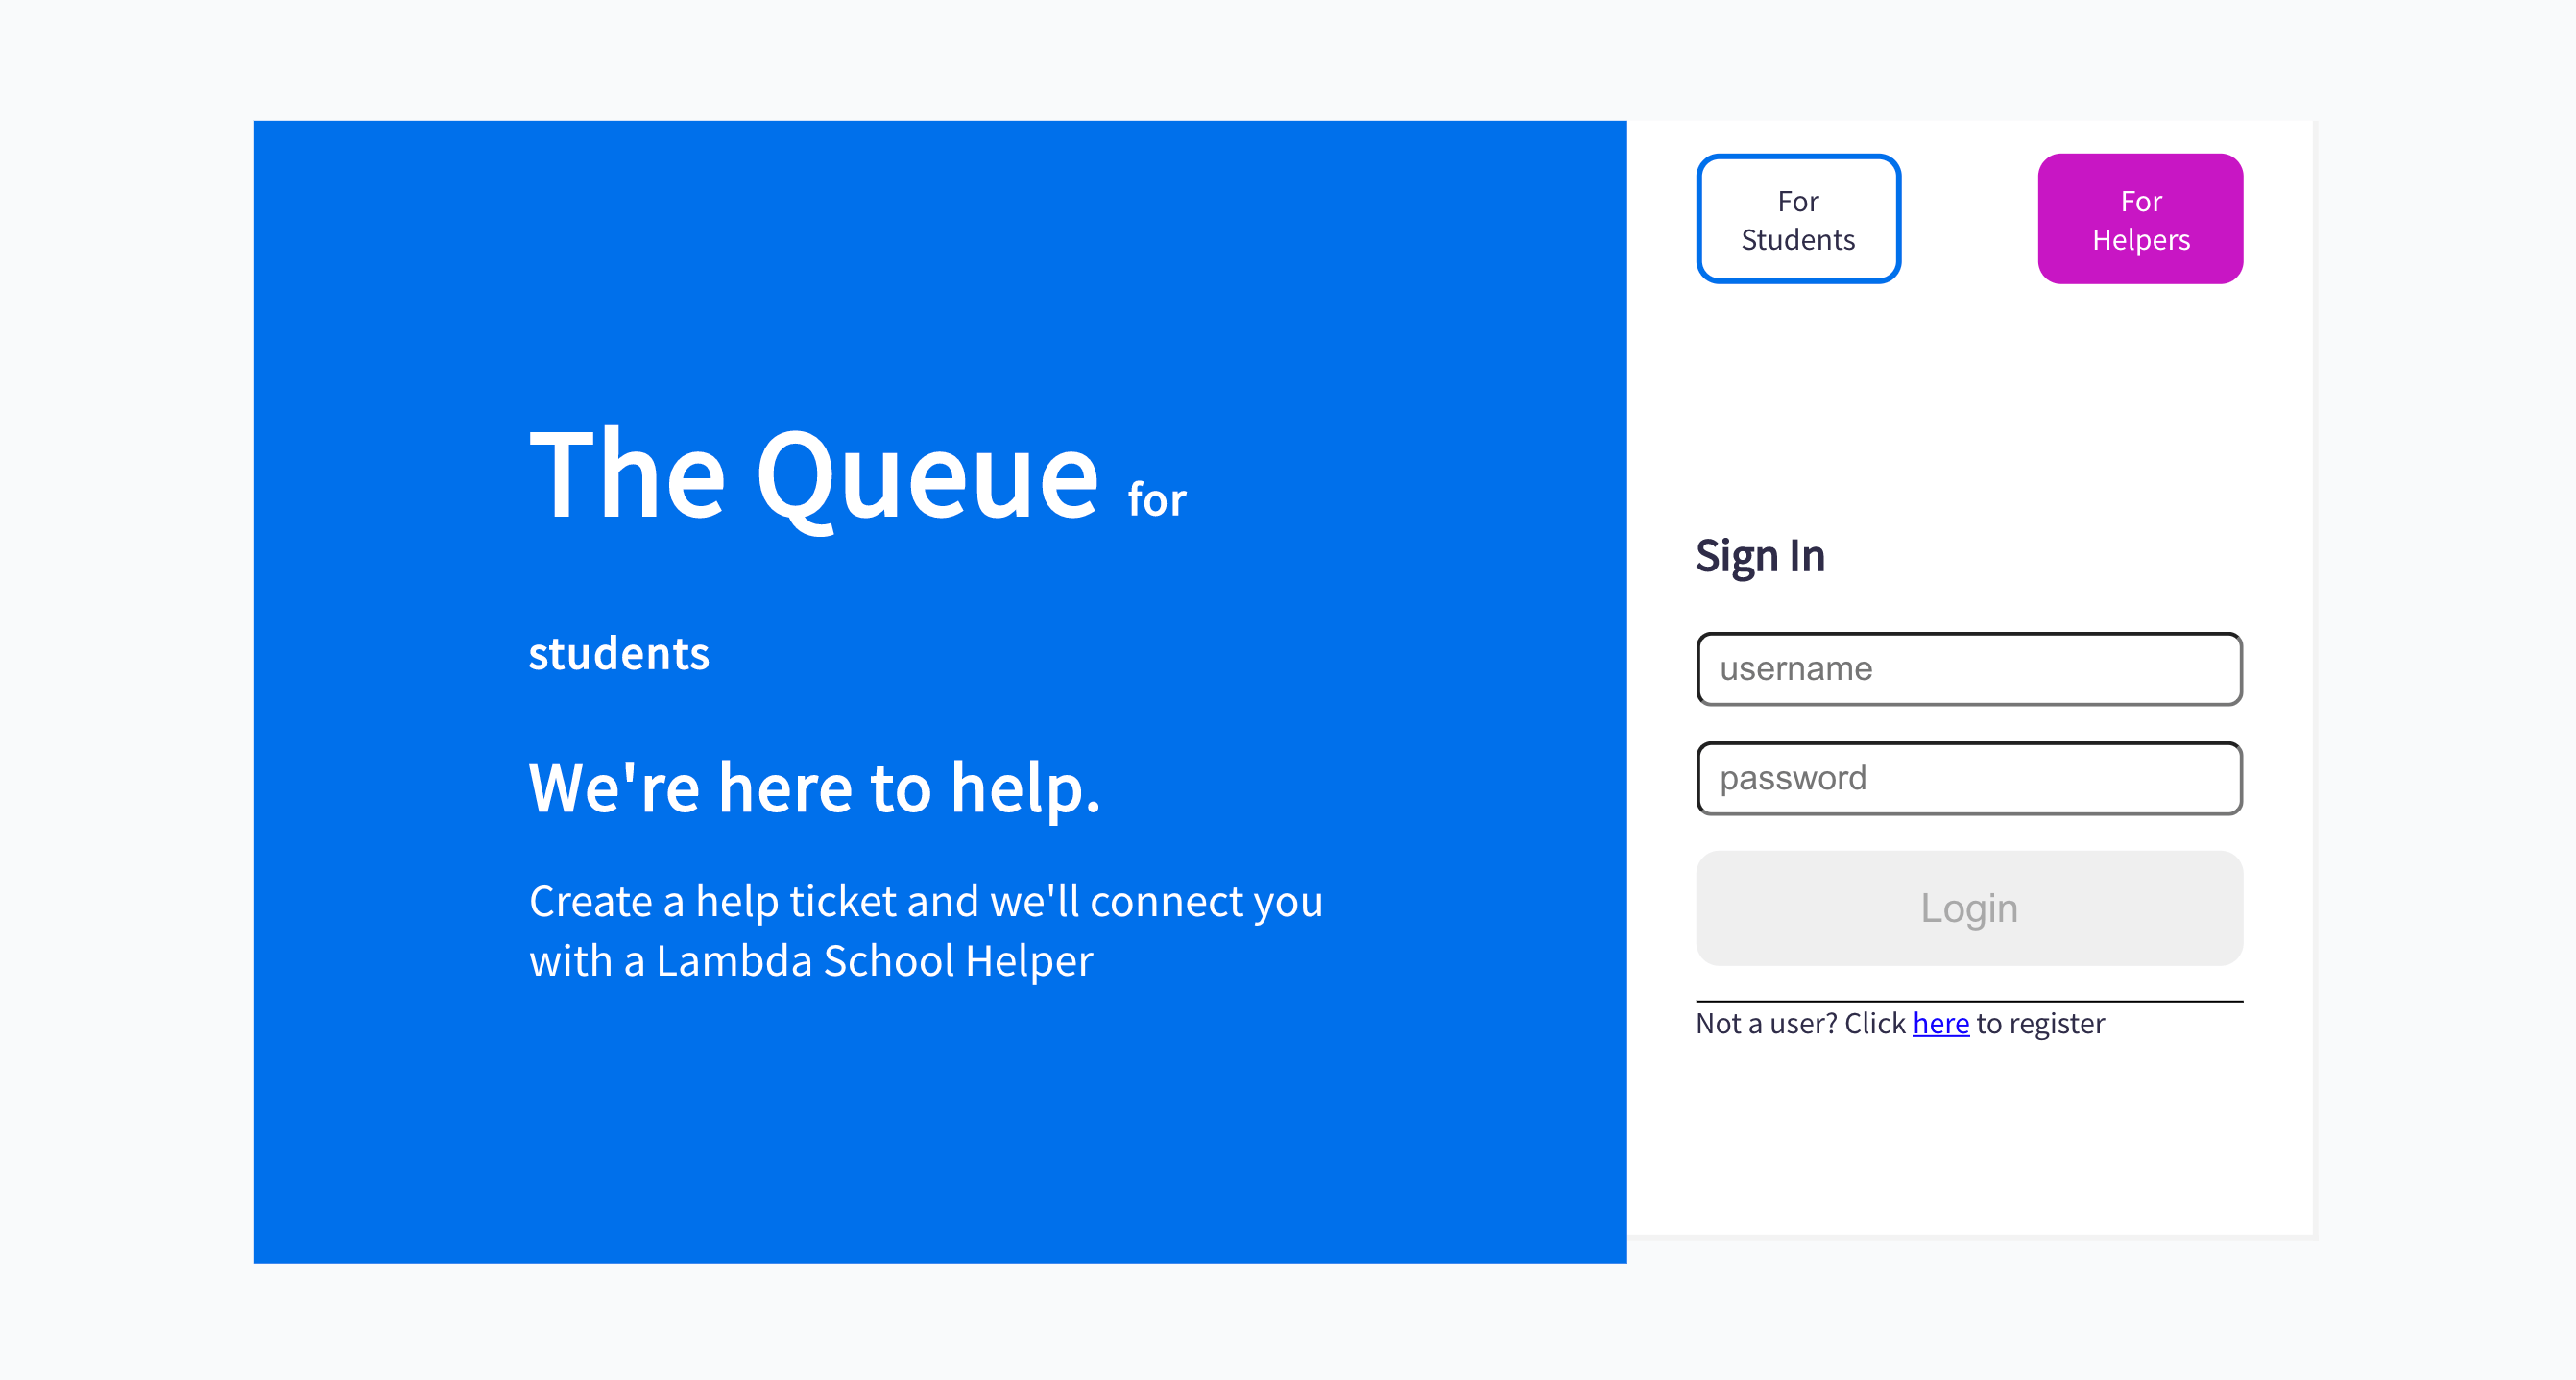 The Queue for
students
We're here to help.
Create a help ticket and we'll connect you
with a Lambda School Helper
For
Students
For
Helpers
Sign In
username
password
Login
Not a user? Click here to register